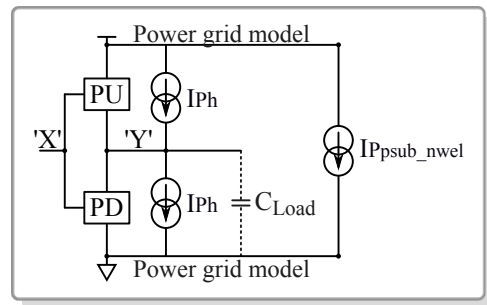 Power grid model
PU
IPh
'X'
'Y'
IPpsub_nwel
PD
IPh
CLoad
Power grid model